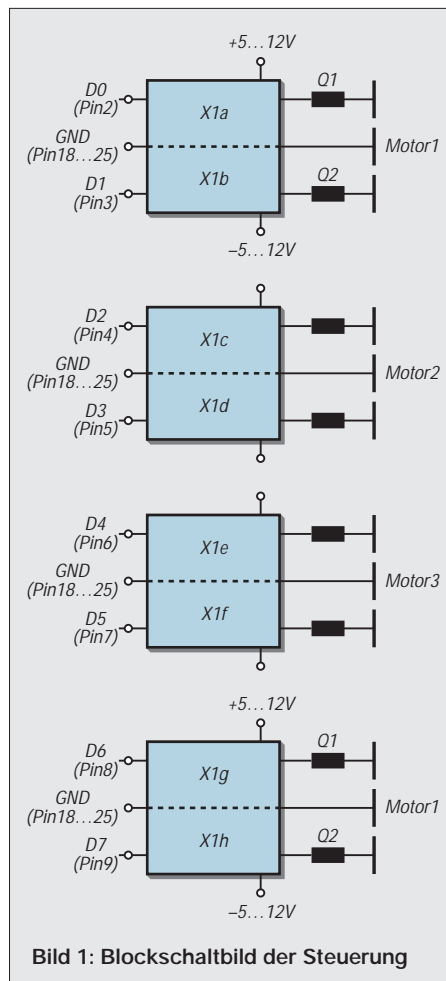 +5…12V
D0
(Pin2)
X1a
Q1
GND
(Pin18…25)
Motor1
D1
(Pin3)
X1b
Q2
–5…12V
D2
(Pin4)
X1c
GND
(Pin18…25)
Motor2
D3
(Pin5)
X1d
D4
(Pin6)
X1e
GND
(Pin18…25)
Motor3
D5
(Pin7)
X1f
+5…12V
D6
(Pin8)
X1g
Q1
GND
(Pin18…25)
Motor1
D7
(Pin9)
X1h
Q2
–5…12V
Bild 1: Blockschaltbild der Steuerung